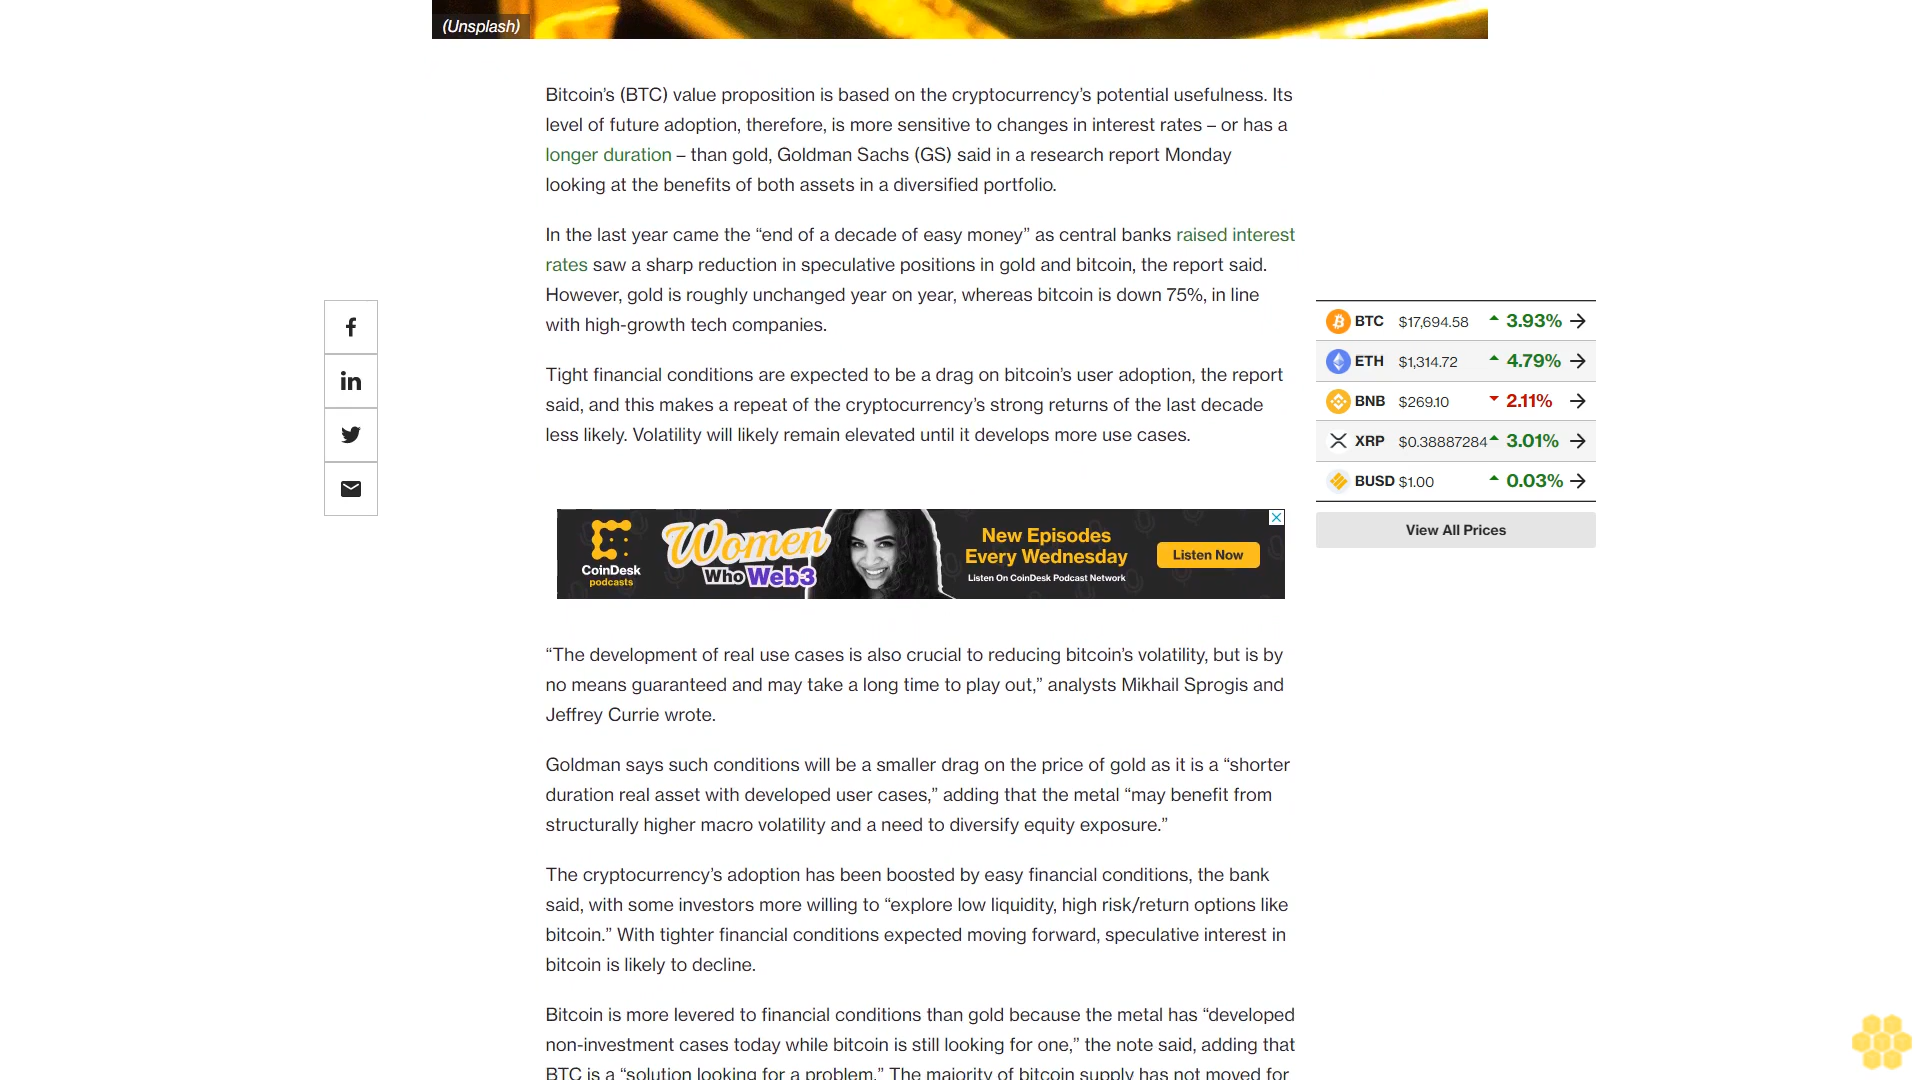 (Unsplash)
Bitcoin’s (BTC) value proposition is based on the cryptocurrency’s potential usefulness. Its
level of future adoption, therefore, is more sensitive to changes in interest rates – or has a
longer duration – than gold, Goldman Sachs (GS) said in a research report Monday
looking at the benefits of both assets in a diversified portfolio.
In the last year came the “end of a decade of easy money” as central banks raised interest
rates saw a sharp reduction in speculative positions in gold and bitcoin, the report said.
However, gold is roughly unchanged year on year, whereas bitcoin is down 75%, in line
with high-growth tech companies.
Tight financial conditions are expected to be a drag on bitcoin’s user adoption, the report
said, and this makes a repeat of the cryptocurrency’s strong returns of the last decade
less likely. Volatility will likely remain elevated until it develops more use cases.
CoinDesk
podcasts
Women
Who Web3
New Episodes
Every Wednesday
Listen On CoinDesk Podcast Network
Listen Now
“The development of real use cases is also crucial to reducing bitcoin’s volatility, but is by
no means guaranteed and may take a long time to play out,” analysts Mikhail Sprogis and
Jeffrey Currie wrote.
Goldman says such conditions will be a smaller drag on the price of gold as it is a “shorter
duration real asset with developed user cases,” adding that the metal “may benefit from
structurally higher macro volatility and a need to diversify equity exposure.”
The cryptocurrency’s adoption has been boosted by easy financial conditions, the bank
said, with some investors more willing to “explore low liquidity, high risk/return options like
bitcoin.” With tighter financial conditions expected moving forward, speculative interest in
bitcoin is likely to decline.
Bitcoin is more levered to financial conditions than gold because the metal has “developed
non-investment cases today while bitcoin is still looking for one,” the note said, adding that
BTC is a “solution looking for a problem.” The majority of bitcoin supply has not moved for
BTC $17,694.58 3.93%
ETH $1,314.72 4.79%
BNB $269.10 2.11%
XRP $0.38887284 3.01%
BUSD $1.00 0.03%
View All Prices